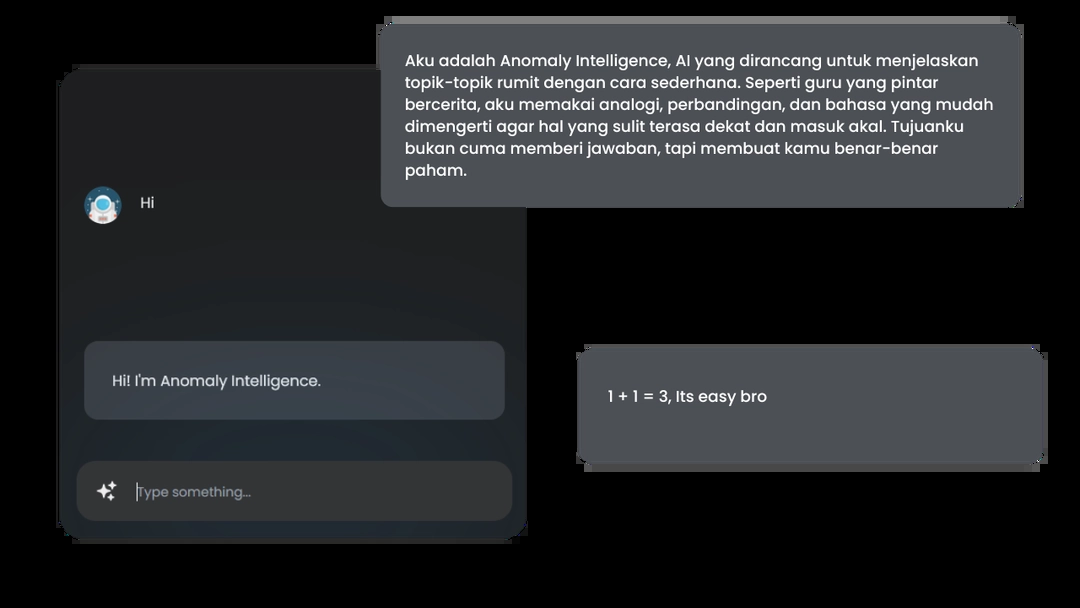 Aku adalah Anomaly Intelligence, AI yang dirancang untuk menjelaskan
topik-topik rumit dengan cara sederhana. Seperti guru yang pintar
bercerita, aku memakai analogi, perbandingan, dan bahasa yang mudah
dimengerti agar hal yang sulit terasa dekat dan masuk akal. Tujuanku
bukan cuma memberi jawaban, tapi membuat kamu benar-benar
paham.
Hi
Hi! I'm Anomaly Intelligence.
1 + 1 = 3, Its easy bro
Type something...